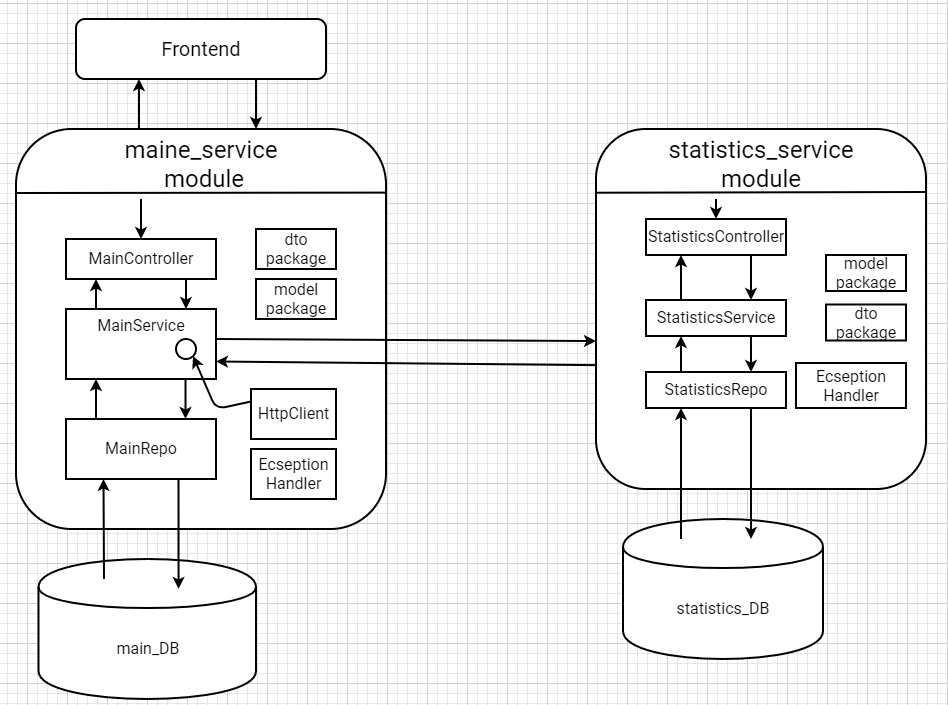 Frontend
maine_service
module
MainController
dto
package
model
package
MainService
HttpClient
MainRepo
Ecseption
Handler
main_DB
statistics_service
module
StatisticsController
model
package
StatisticsService
dto
package
StatisticsRepo
Ecseption
Handler
statistics_DB